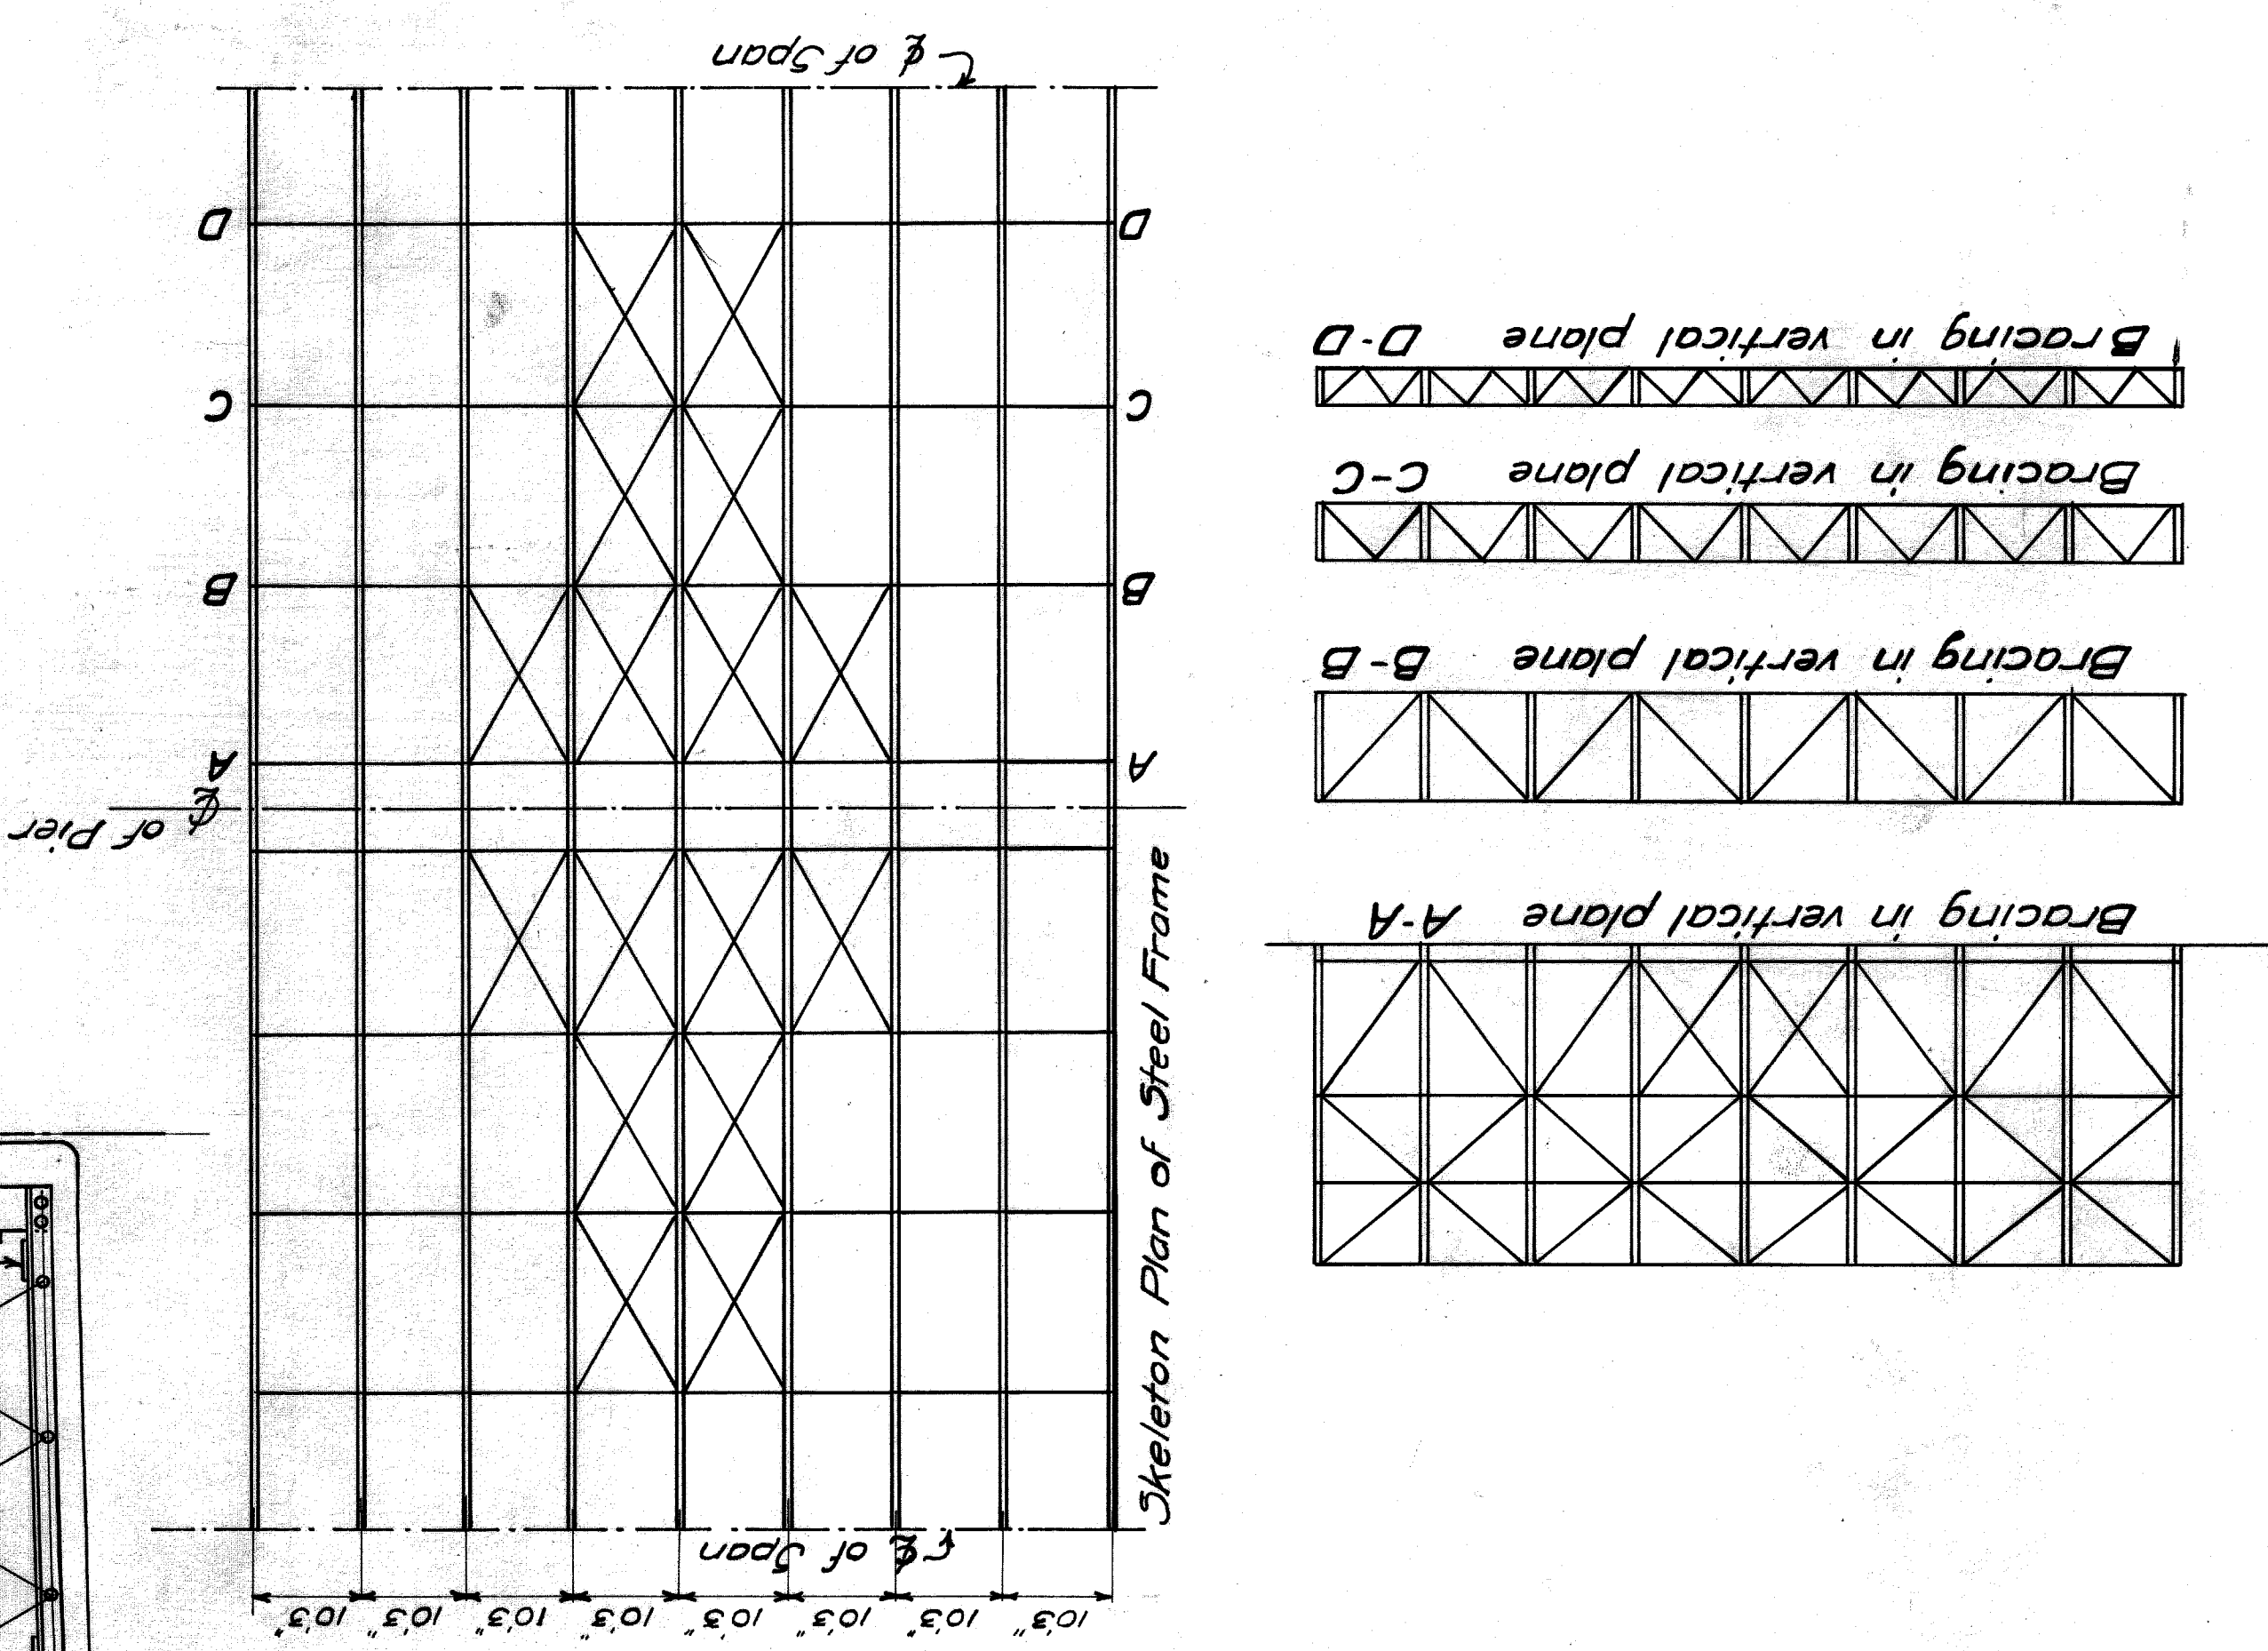 ℄ of Span
D
D
C
C
B
B
A
A
℄ of Pier
Skeleton Plan of Steel Frame
℄ of Span
10'3" 10'3" 10'3" 10'3" 10'3" 10'3" 10'3" 10'3"
Bracing in vertical plane D-D
Bracing in vertical plane C-C
Bracing in vertical plane B-B
Bracing in vertical plane A-A